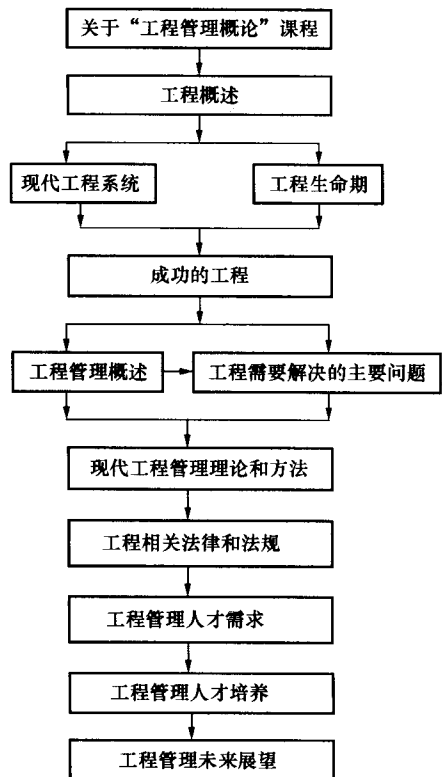 关于“工程管理概论”课程
工程概述
现代工程系统
工程生命期
成功的工程
工程管理概述
工程需要解决的主要问题
现代工程管理理论和方法
工程相关法律和法规
工程管理人才需求
工程管理人才培养
工程管理未来展望